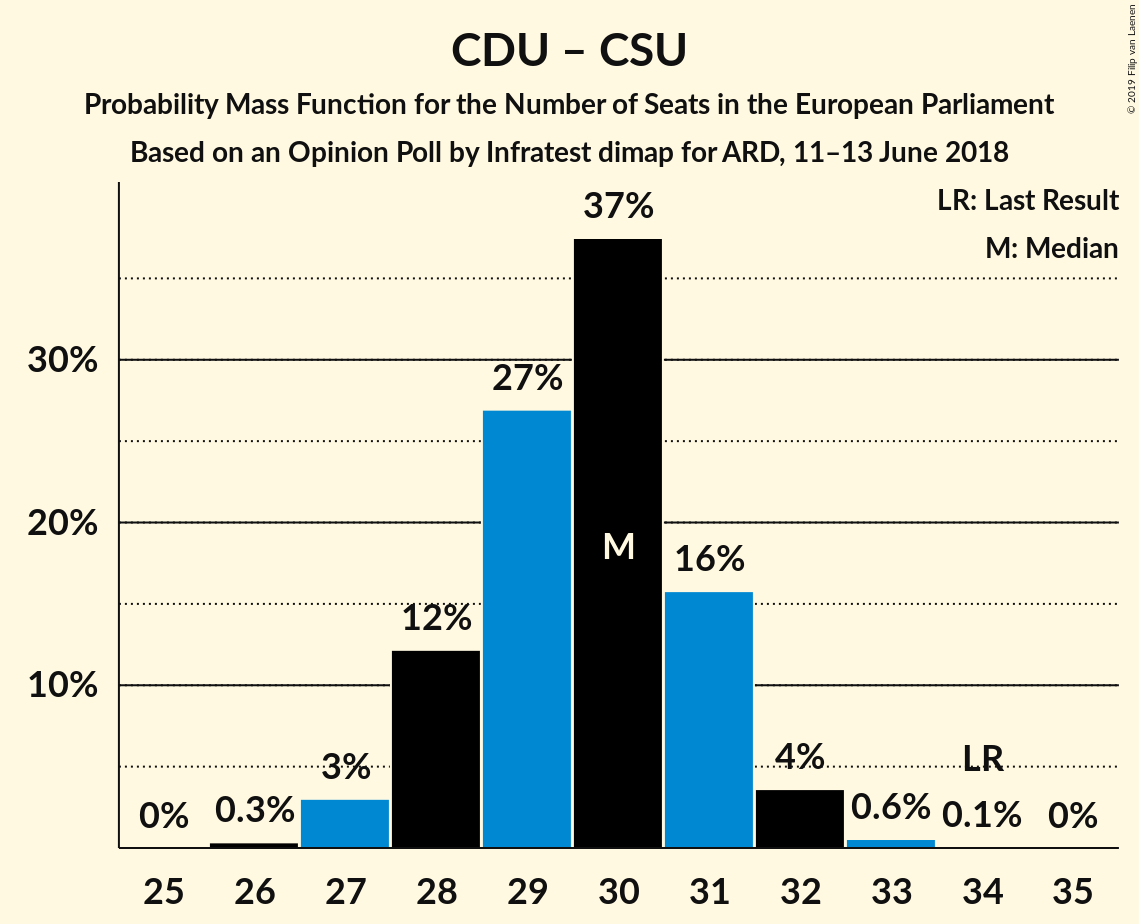 CDU – CSU
Probability Mass Function for the Number of Seats in the European Parliament
Based on an Opinion Poll by Infratest dimap for ARD, 11–13 June 2018
© 2019 Filip van Laenen
LR: Last Result
M: Median
37%
30%
27%
20%
M
16%
12%
10%
3%
4%
LR
0%
0.3%
0.6%
0.1%
0%
25 26 27 28 29 30 31 32 33 34 35